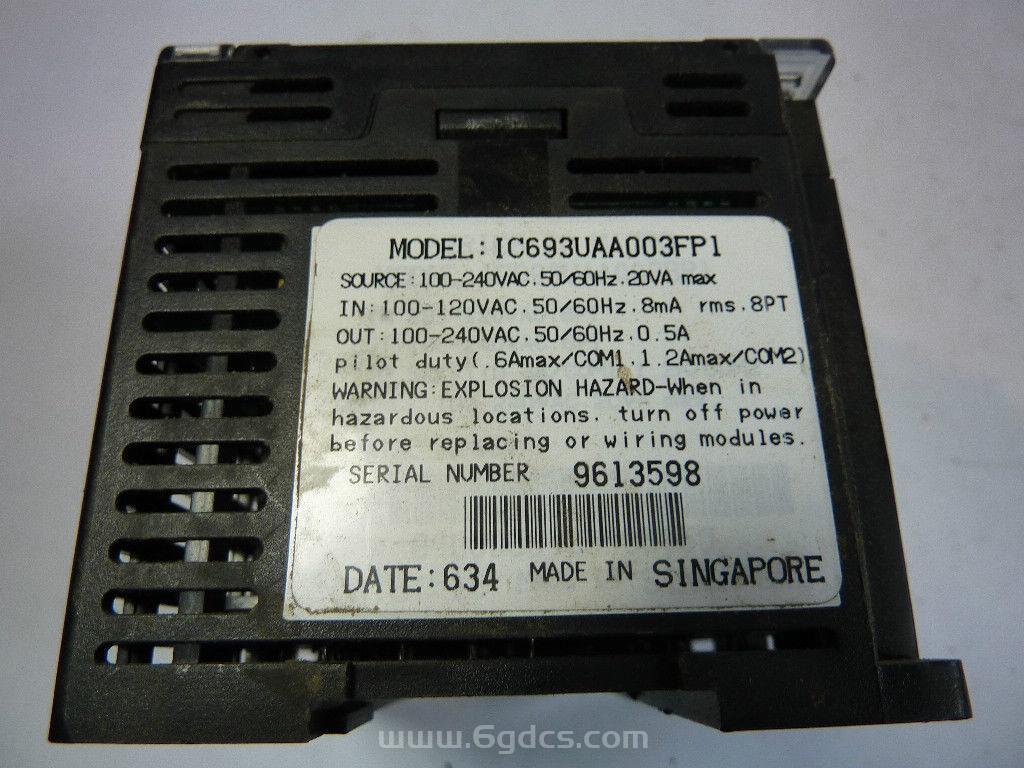 MODEL:IC693UAA003FP1
SOURCE:100-240VAC.50/60Hz.20VA max
IN:100-120VAC.50/60Hz.8mA rms.8PT
OUT:100-240VAC.50/60Hz.0.5A
pilot duty(.6Amax/COM1.1.2Amax/COM2)
WARNING:EXPLOSION HAZARD-When in
hazardous locations. turn off power
before replacing or wiring modules.
SERIAL NUMBER 9613598
DATE:634 MADE IN SINGAPORE
www.6gdcs.com